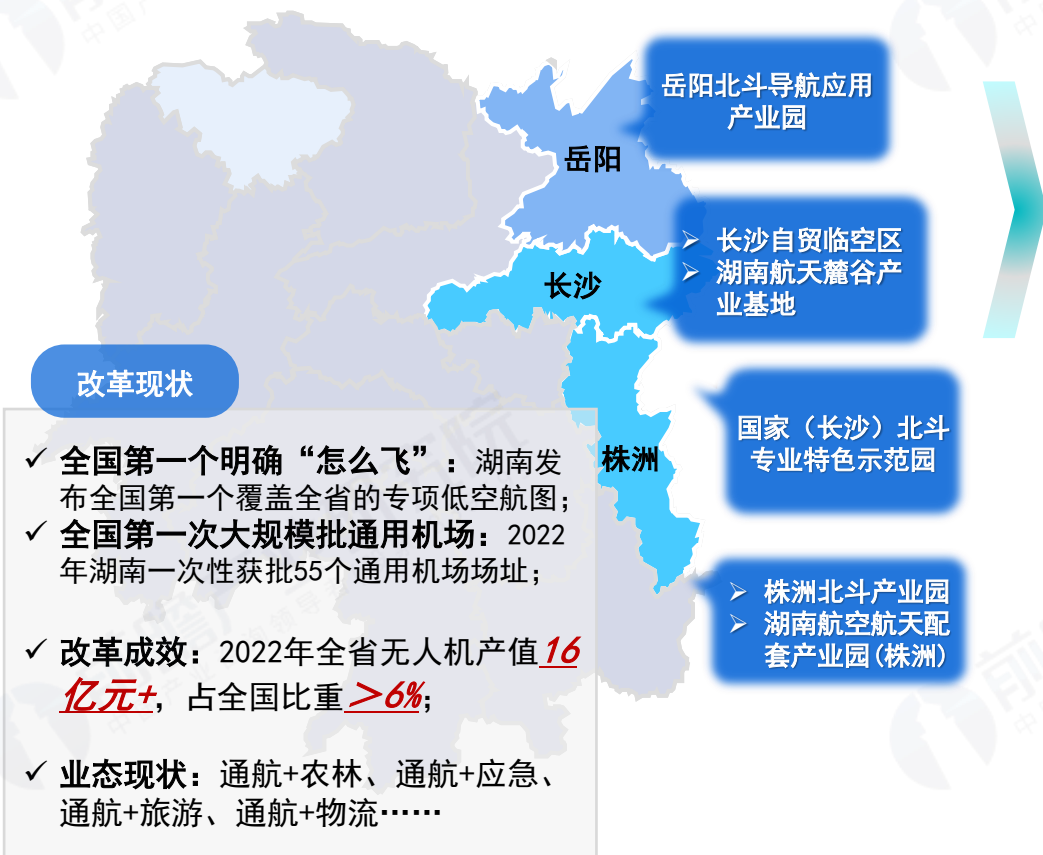 岳阳北斗导航应用
产业园
岳阳
➢ 长沙自贸临空区
➢ 湖南航天麓谷产
业基地
长沙
国家（长沙）北斗
专业特色示范园
株洲
➢ 株洲北斗产业园
➢ 湖南航空航天配
套产业园(株洲)
改革现状
✓ 全国第一个明确“怎么飞”：湖南发
布全国第一个覆盖全省的专项低空航图；
✓ 全国第一次大规模批通用机场：2022
年湖南一次性获批55个通用机场场址；
✓ 改革成效：2022年全省无人机产值16
亿元+，占全国比重＞6%；
✓ 业态现状：通航+农林、通航+应急、
通航+旅游、通航+物流……